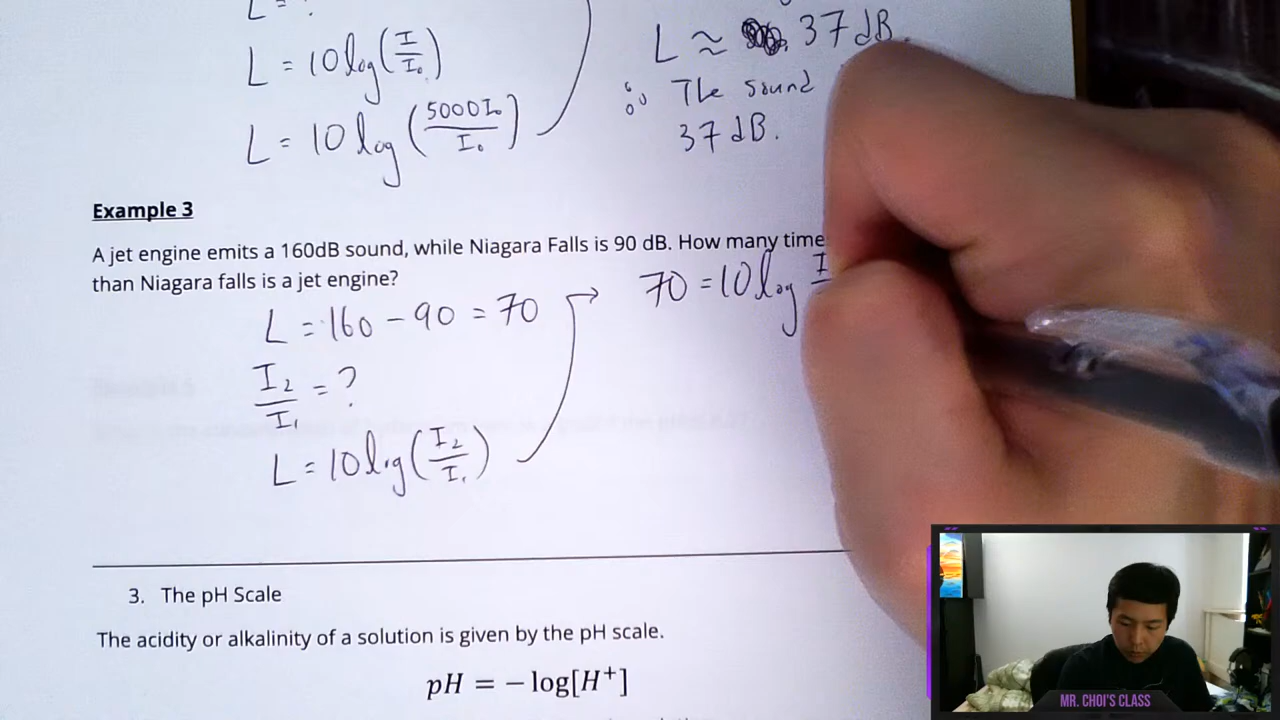 L = ?
L = 10 log (I/I₀)
L = 10 log (5000I₀/I₀)
L ≈ 37 dB.
∴ The sound
37 dB.
Example 3
A jet engine emits a 160dB sound, while Niagara Falls is 90 dB. How many time
than Niagara falls is a jet engine?
L = 160 - 90 = 70
I₂/I₁ = ?
L = 10 log (I₂/I₁)
70 = 10 log I
3. The pH Scale
The acidity or alkalinity of a solution is given by the pH scale.
pH = − log[H⁺]
MR. CHOI'S CLASS